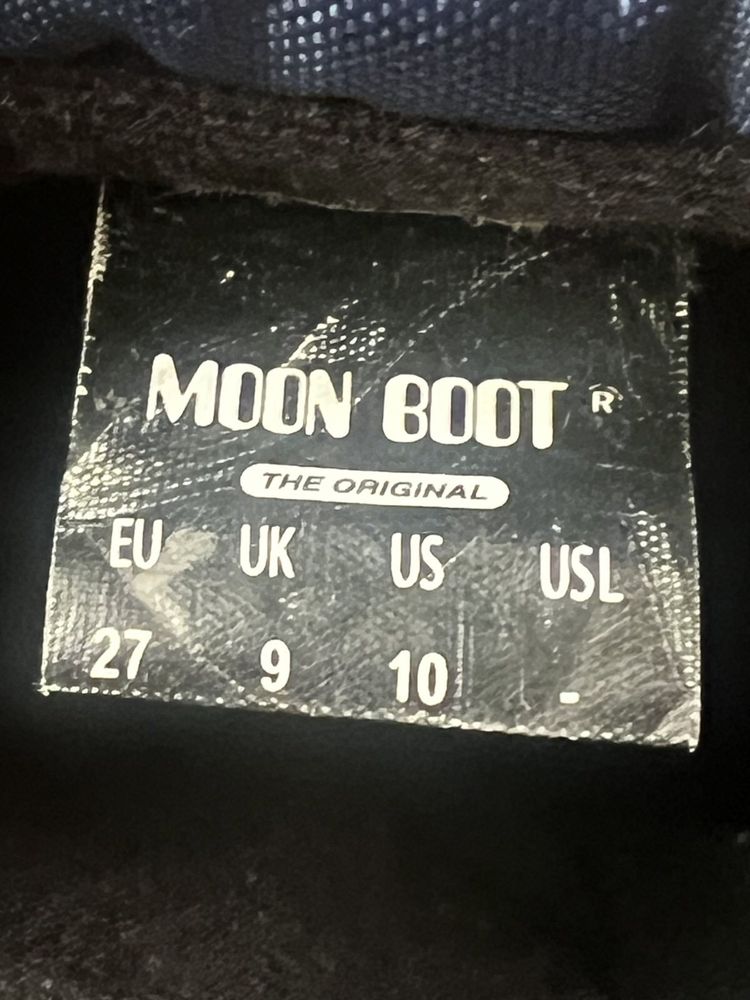 MOON BOOT ®
THE ORIGINAL
EU UK US USL
27 9 10 -